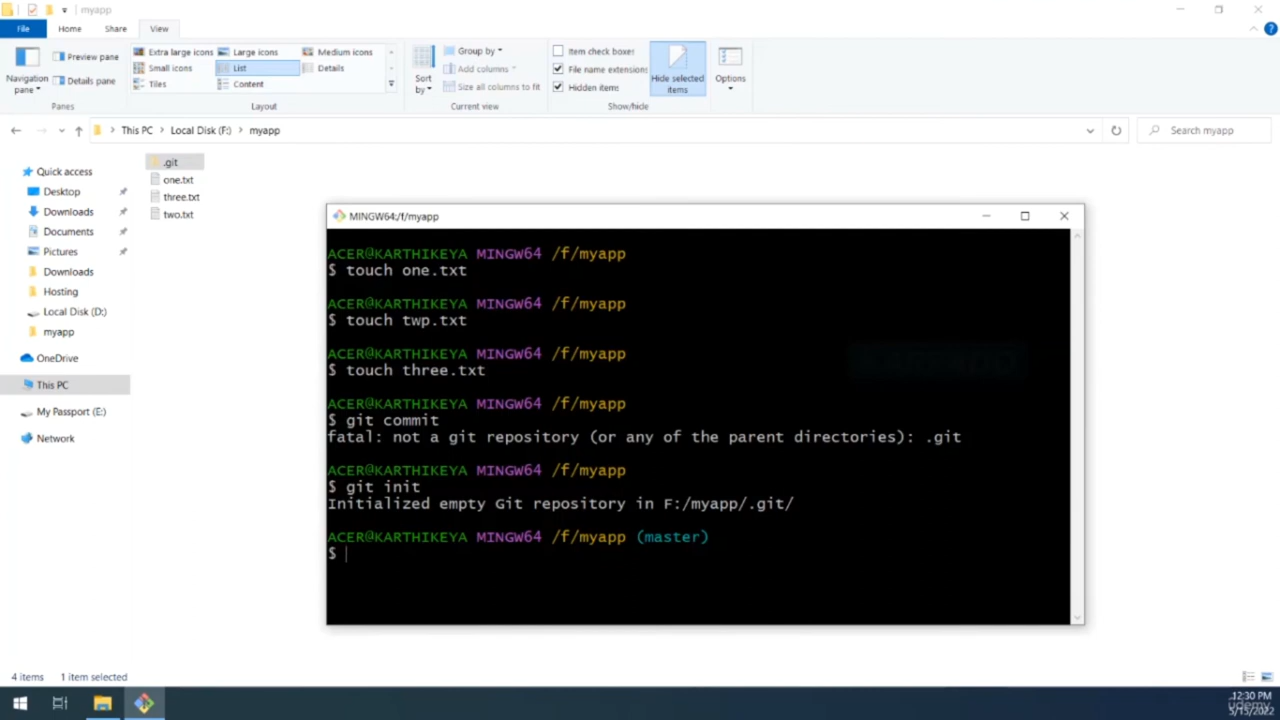 myapp
File Home Share View
Navigation pane
Preview pane
Details pane
Panes
Extra large icons Large icons Medium icons
Small icons List Details
Tiles Content
Layout
Sort by
Group by
Add columns
Size all columns to fit
Current view
Item check boxes
File name extensions
Hidden items
Hide selected items
Show/hide
Options
This PC > Local Disk (F:) > myapp
Search myapp
Quick access
Desktop
Downloads
Documents
Pictures
Downloads
Hosting
Local Disk (D:)
myapp
OneDrive
This PC
My Passport (E:)
Network
.git
one.txt
three.txt
two.txt
MINGW64:/f/myapp
ACER@KARTHIKEYA MINGW64 /f/myapp
$ touch one.txt
ACER@KARTHIKEYA MINGW64 /f/myapp
$ touch twp.txt
ACER@KARTHIKEYA MINGW64 /f/myapp
$ touch three.txt
ACER@KARTHIKEYA MINGW64 /f/myapp
$ git commit
fatal: not a git repository (or any of the parent directories): .git
ACER@KARTHIKEYA MINGW64 /f/myapp
$ git init
Initialized empty Git repository in F:/myapp/.git/
ACER@KARTHIKEYA MINGW64 /f/myapp (master)
$
4 items 1 item selected
12:30 PM
5/15/2022
udemy